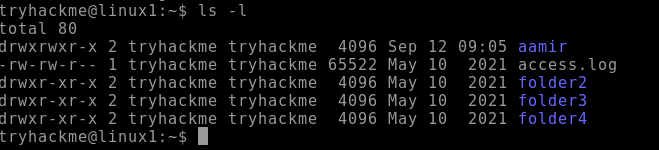 tryhackme@linux1:~$ ls -l
total 80
drwxrwxr-x 2 tryhackme tryhackme  4096 Sep 12 09:05 aamir
-rw-rw-r-- 1 tryhackme tryhackme 65522 May 10  2021 access.log
drwxr-xr-x 2 tryhackme tryhackme  4096 May 10  2021 folder2
drwxr-xr-x 2 tryhackme tryhackme  4096 May 10  2021 folder3
drwxr-xr-x 2 tryhackme tryhackme  4096 May 10  2021 folder4
tryhackme@linux1:~$